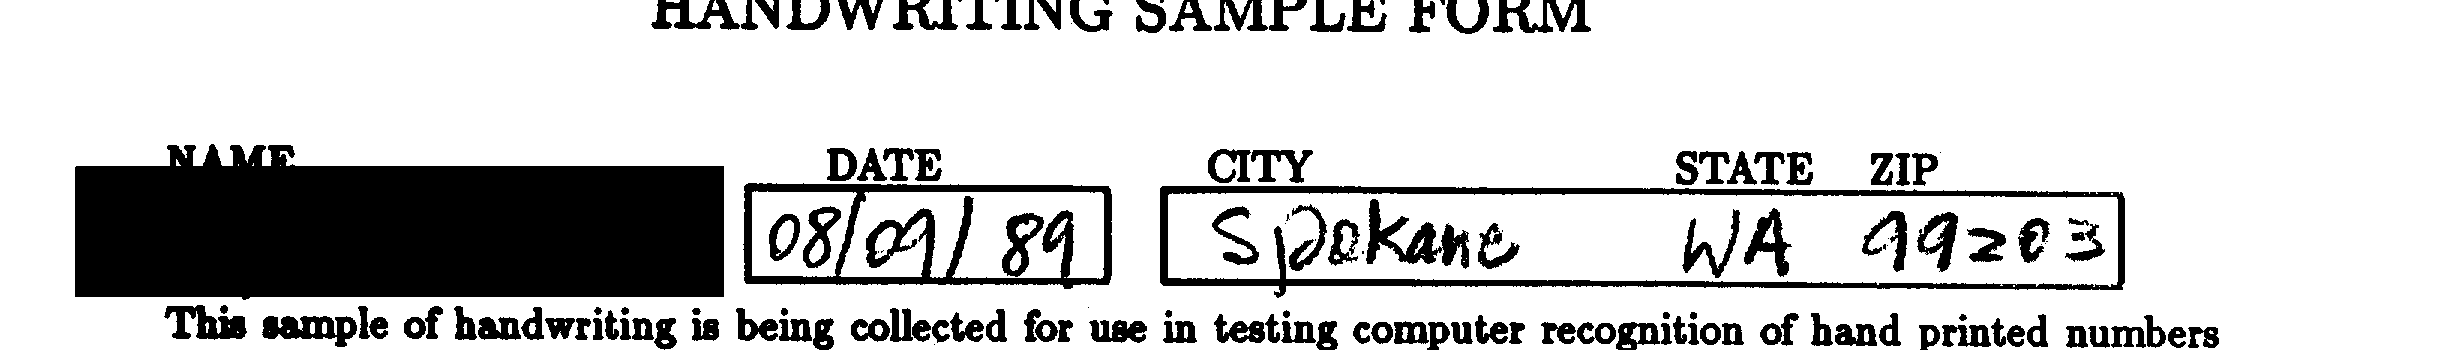 HANDWRITING SAMPLE FORM
NAME DATE CITY STATE ZIP
08/09/89 Spokane WA 99203
This sample of handwriting is being collected for use in testing computer recognition of hand printed numbers